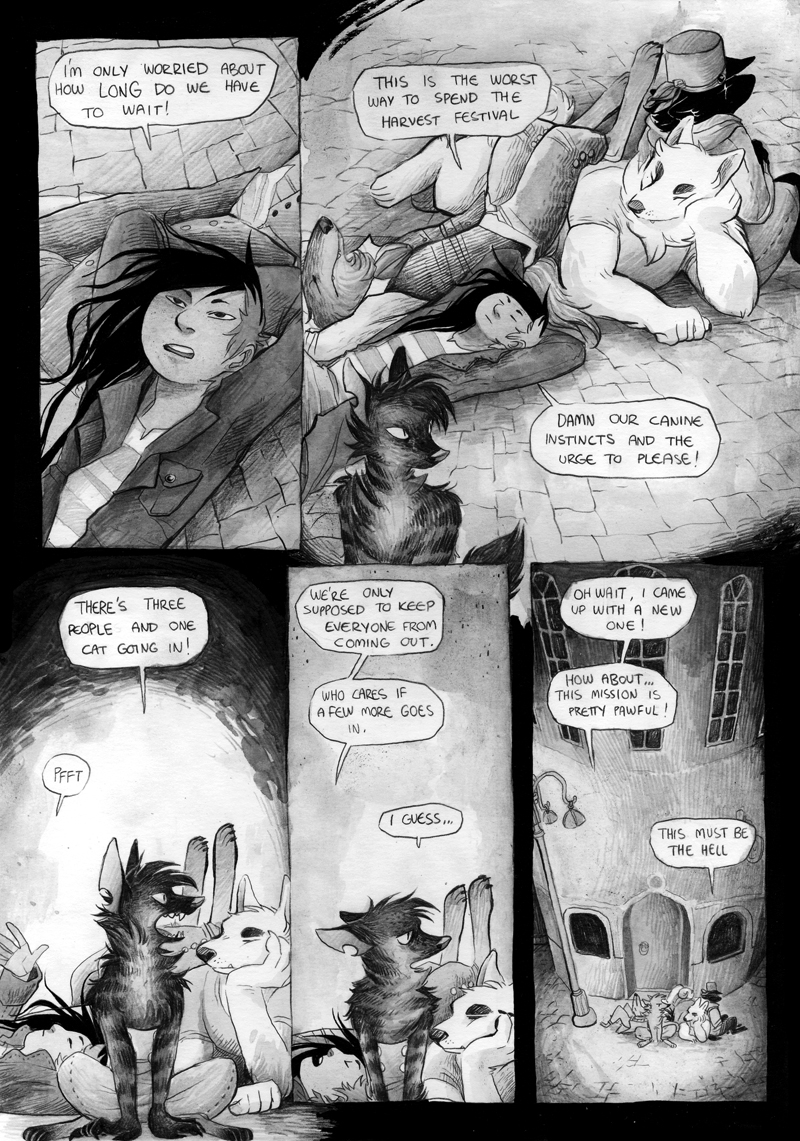 I'M ONLY WORRIED ABOUT
HOW LONG DO WE HAVE
TO WAIT!
THIS IS THE WORST
WAY TO SPEND THE
HARVEST FESTIVAL
DAMN OUR CANINE
INSTINCTS AND THE
URGE TO PLEASE!
THERE'S THREE
PEOPLE AND ONE
CAT GOING IN!
PFFT
WE'RE ONLY
SUPPOSED TO KEEP
EVERYONE FROM
COMING OUT.
WHO CARES IF
A FEW MORE GOES
IN.
I GUESS...
OH WAIT, I CAME
UP WITH A NEW
ONE!
HOW ABOUT...
THIS MISSION IS
PRETTY PAWFUL!
THIS MUST BE
THE HELL